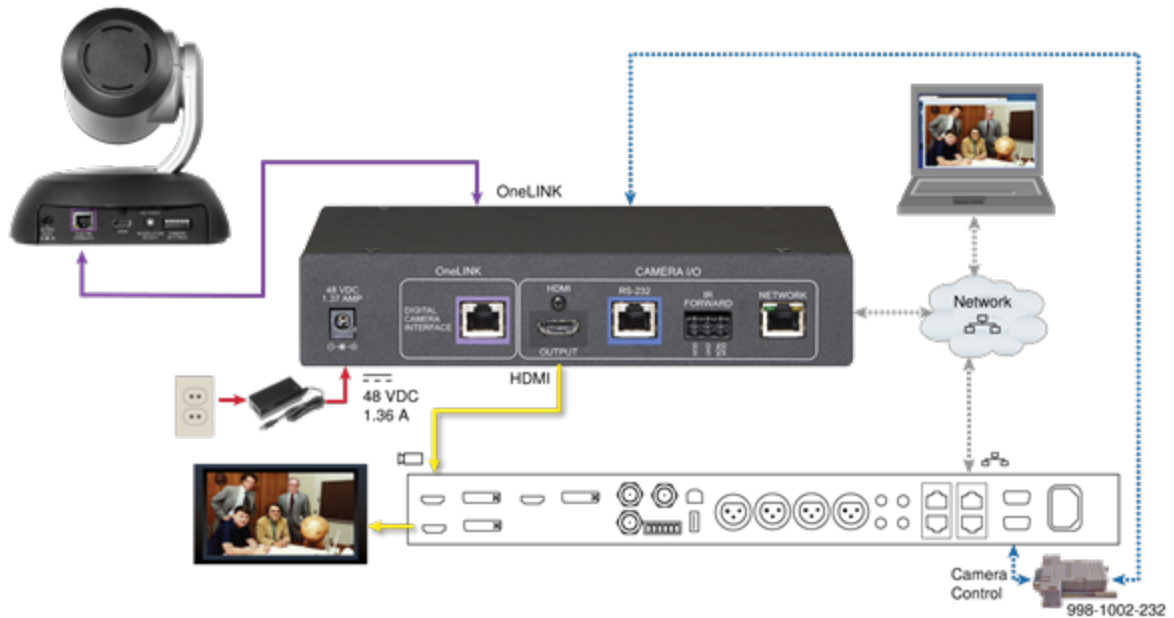 OneLINK
OneLINK
CAMERA I/O
48 VDC
1.37 AMP
DIGITAL
CAMERA
INTERFACE
HDMI
OUTPUT
RS-232
IR
FORWARD
NETWORK
Network
HDMI
48 VDC
1.36 A
Camera
Control
998-1002-232